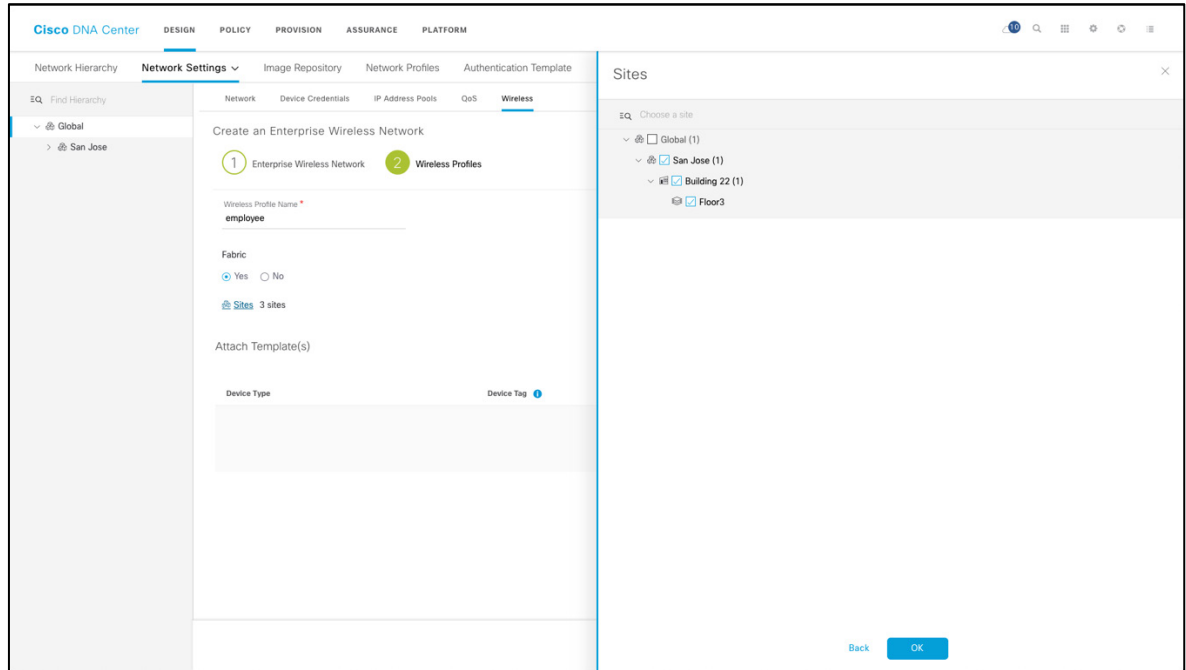 Cisco DNA Center DESIGN POLICY PROVISION ASSURANCE PLATFORM 10
Network Hierarchy Network Settings Image Repository Network Profiles Authentication Template
Find Hierarchy
Global
San Jose
Network Device Credentials IP Address Pools QoS Wireless
Create an Enterprise Wireless Network
1 Enterprise Wireless Network 2 Wireless Profiles
Wireless Profile Name *
employee
Fabric
Yes No
Sites 3 sites
Attach Template(s)
Device Type Device Tag i
Sites
Choose a site
Global (1)
San Jose (1)
Building 22 (1)
Floor3
Back OK